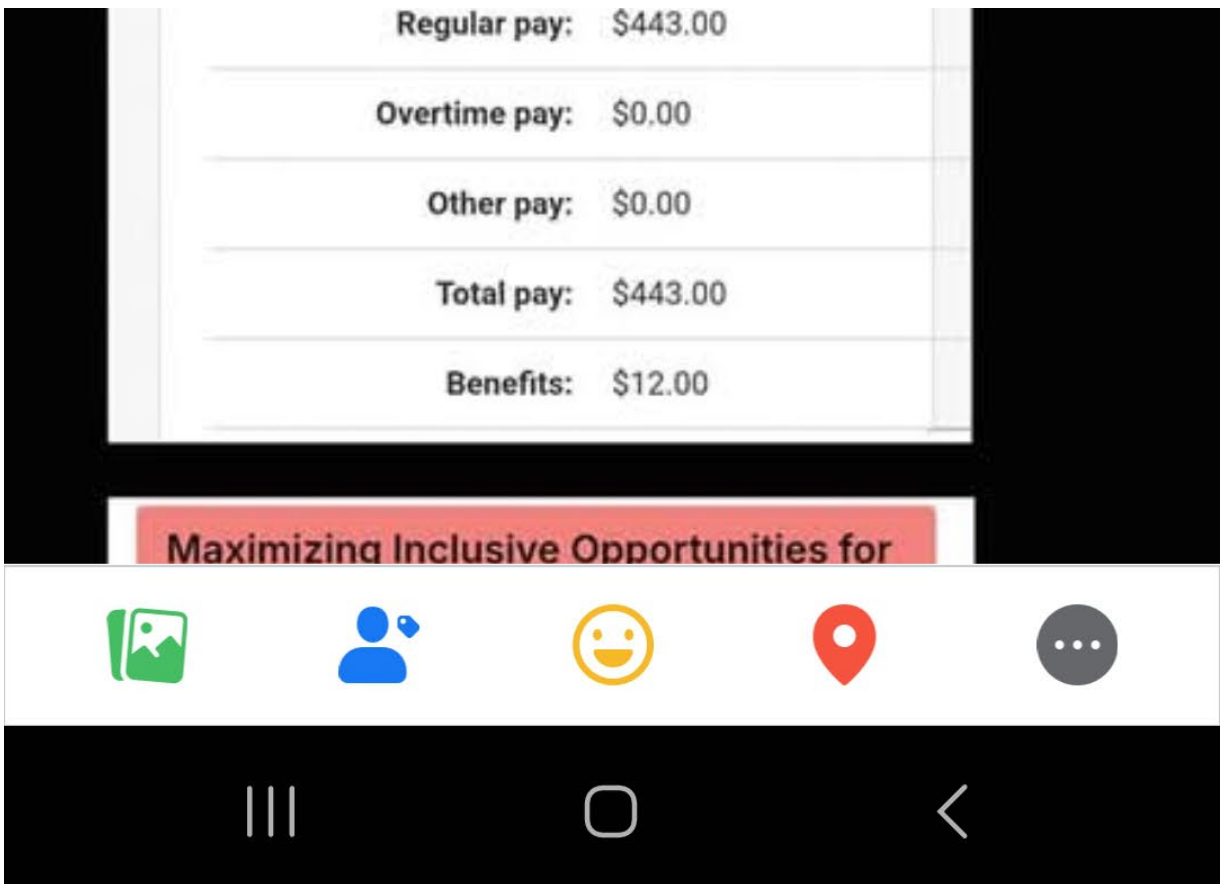 Regular pay: $443.00
Overtime pay: $0.00
Other pay: $0.00
Total pay: $443.00
Benefits: $12.00
Maximizing Inclusive Opportunities for